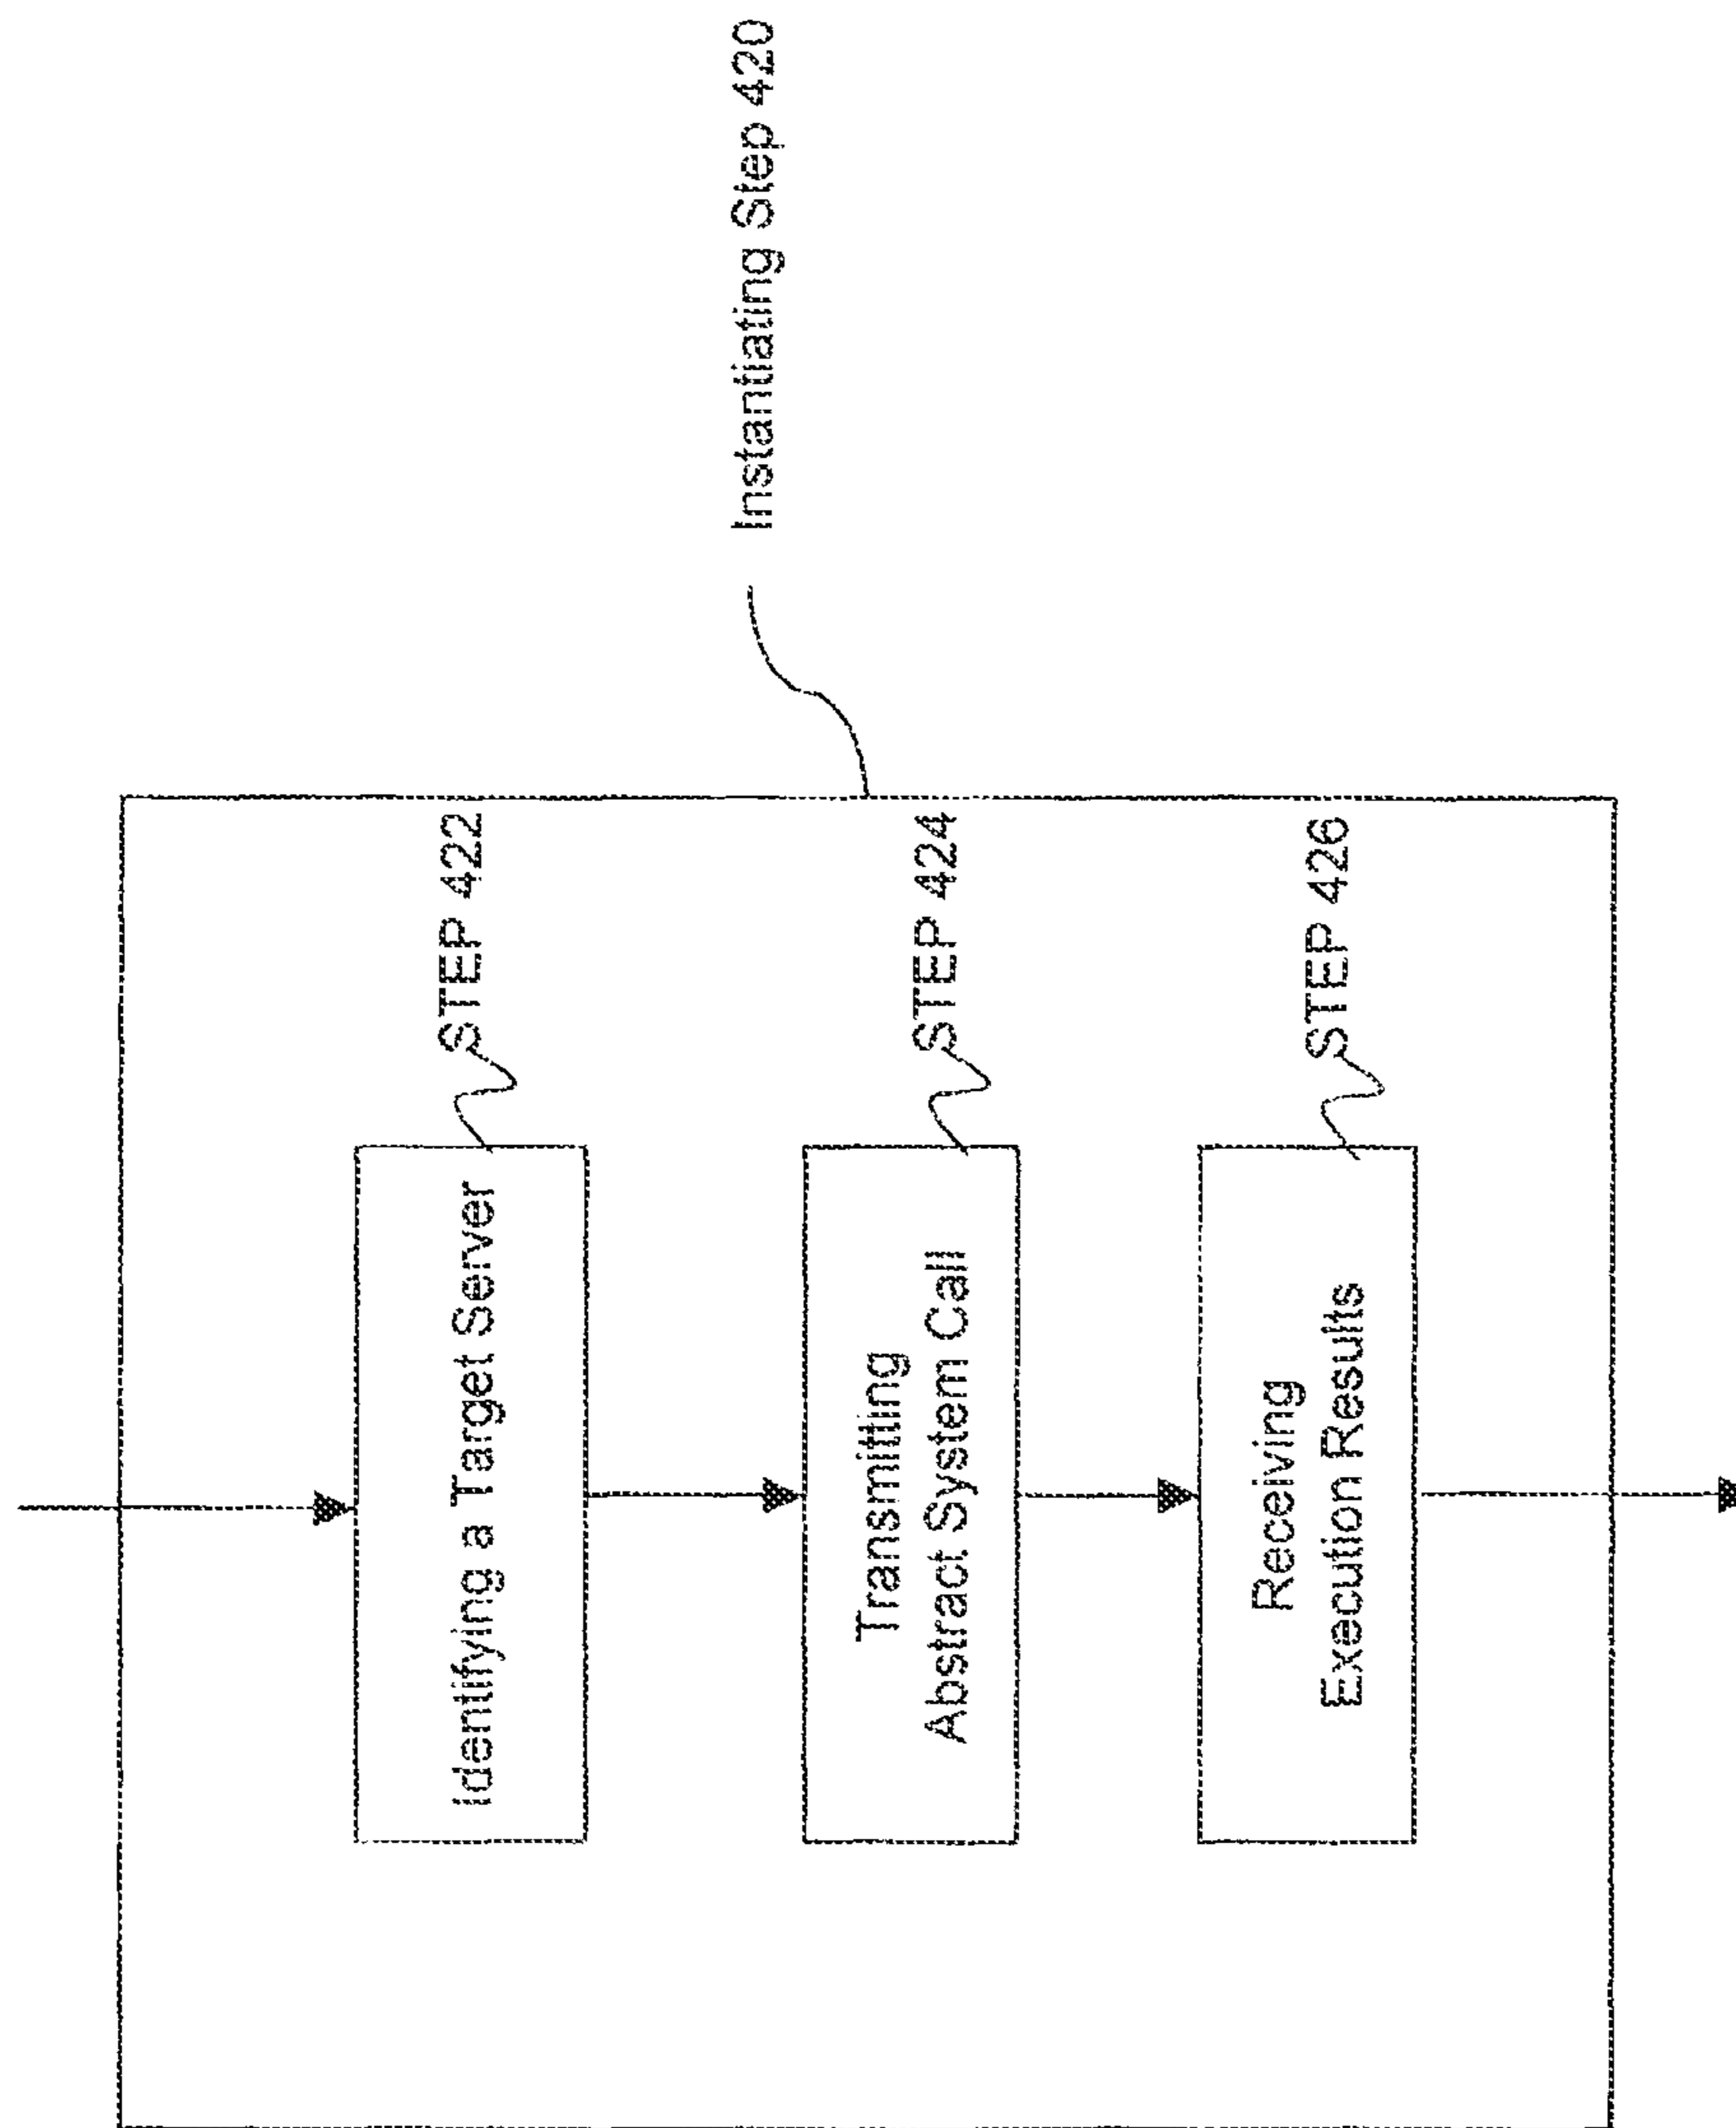 Instantiating Step 420
STEP 422
Identifying a Target Server
STEP 424
Transmitting
Abstract System Call
STEP 426
Receiving
Execution Results